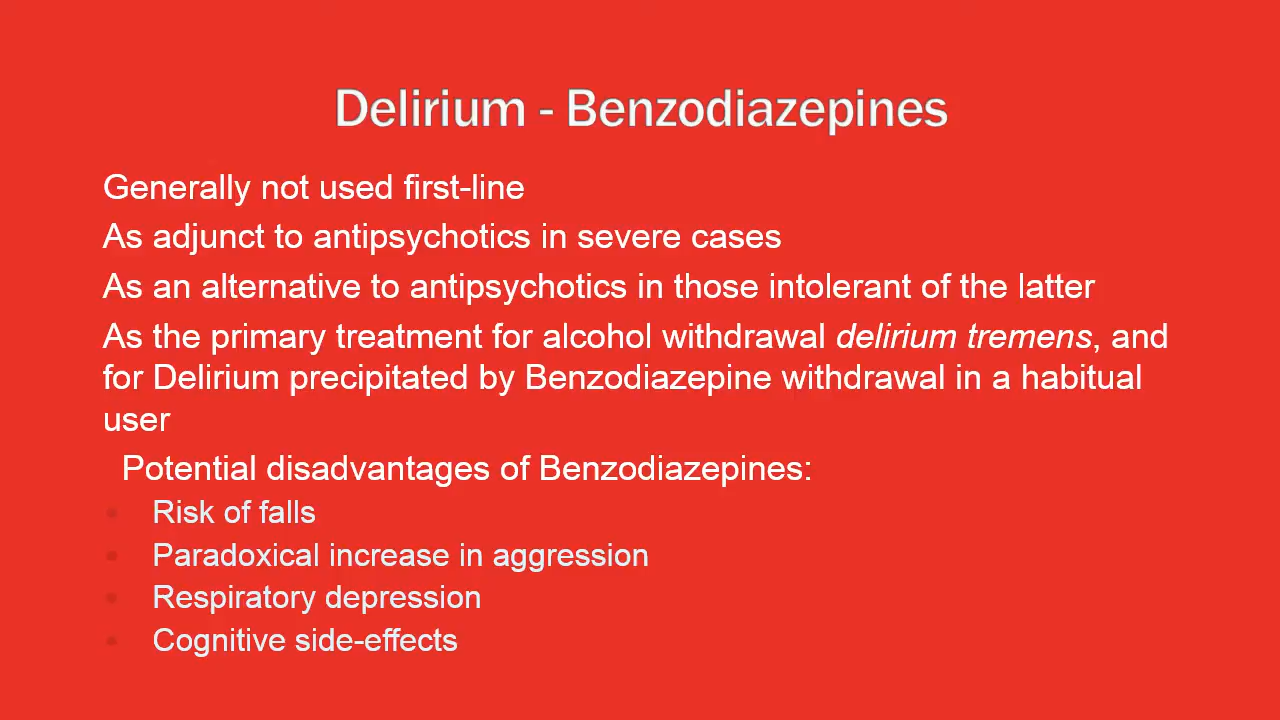 Delirium - Benzodiazepines
Generally not used first-line
As adjunct to antipsychotics in severe cases
As an alternative to antipsychotics in those intolerant of the latter
As the primary treatment for alcohol withdrawal delirium tremens, and
for Delirium precipitated by Benzodiazepine withdrawal in a habitual
user
Potential disadvantages of Benzodiazepines:
• Risk of falls
• Paradoxical increase in aggression
• Respiratory depression
• Cognitive side-effects